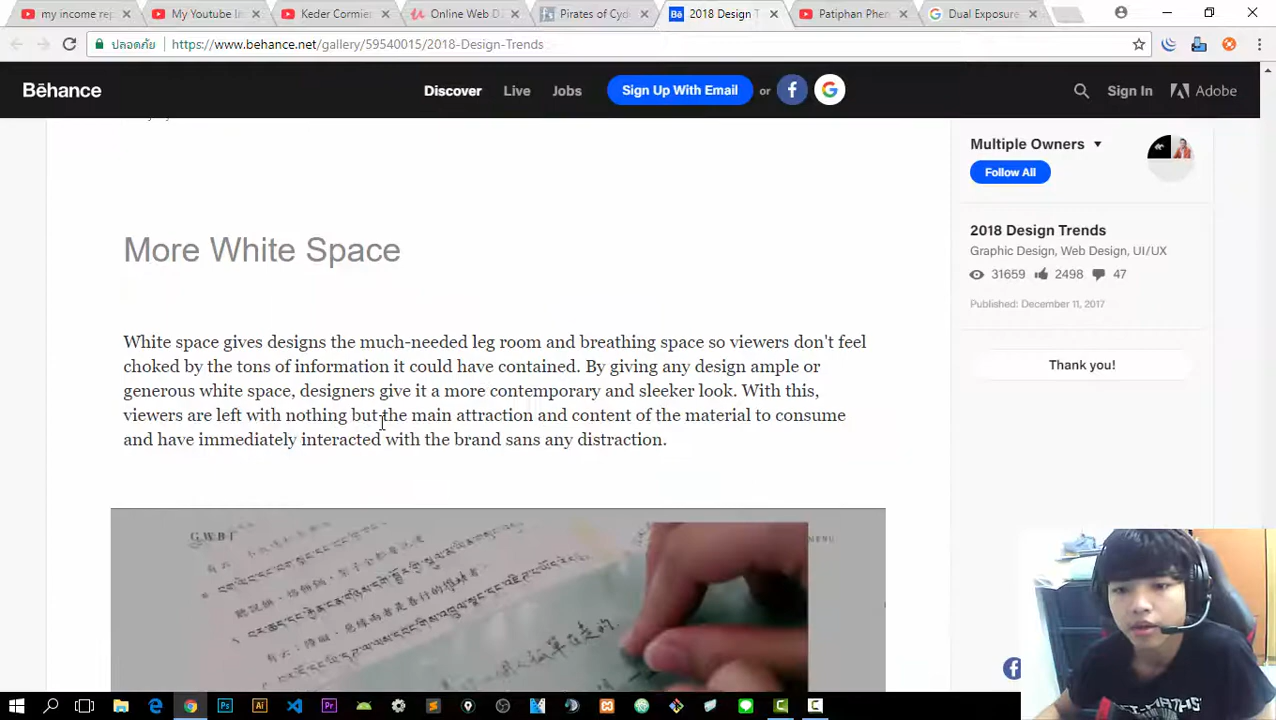 my income rep
My Youtube In
Keder Cormier
Online Web D
Pirates of Cyd
2018 Design T
Patiphan Phen
Dual Exposure
ปลอดภัย
https://www.behance.net/gallery/59540015/2018-Design-Trends
Bēhance
Discover
Live
Jobs
Sign Up With Email
or
Sign In
Adobe
Multiple Owners
Follow All
2018 Design Trends
Graphic Design, Web Design, UI/UX
31659
2498
47
Published: December 11, 2017
Thank you!
More White Space
White space gives designs the much-needed leg room and breathing space so viewers don't feel
choked by the tons of information it could have contained. By giving any design ample or
generous white space, designers give it a more contemporary and sleeker look. With this,
viewers are left with nothing but the main attraction and content of the material to consume
and have immediately interacted with the brand sans any distraction.